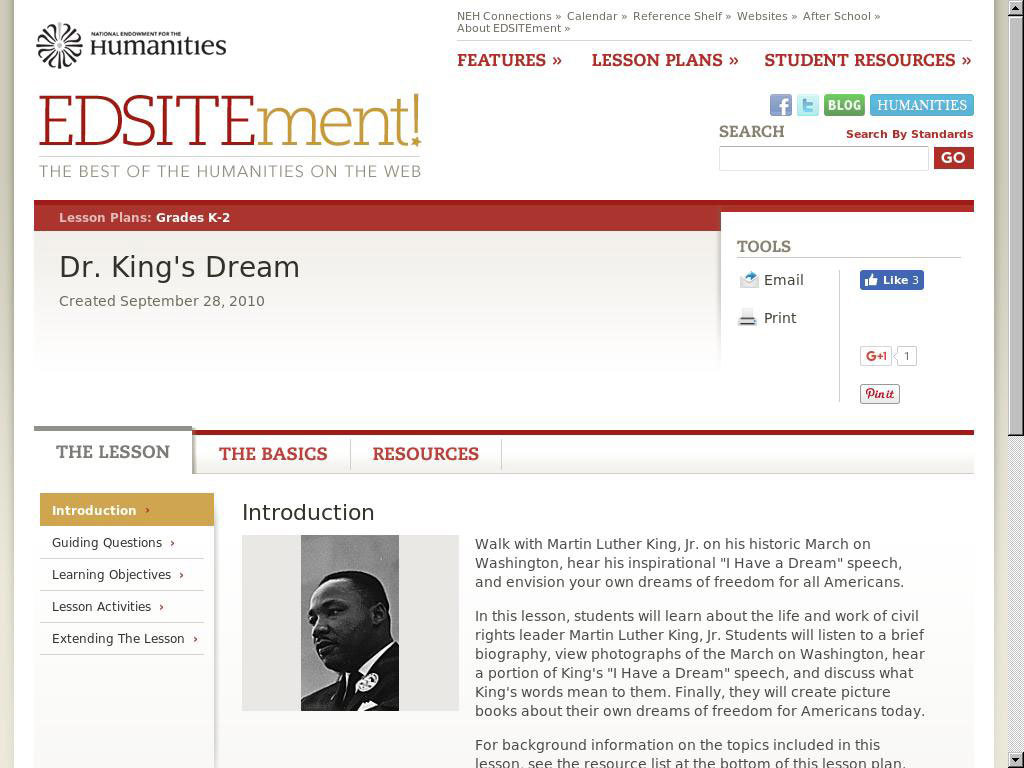 NEH Connections » Calendar » Reference Shelf » Websites » After School »
About EDSITEment »
NATIONAL ENDOWMENT FOR THE
Humanities
FEATURES » LESSON PLANS » STUDENT RESOURCES »
EDSITEment!
THE BEST OF THE HUMANITIES ON THE WEB
f t BLOG HUMANITIES
SEARCH Search By Standards
GO
Lesson Plans: Grades K-2
Dr. King's Dream
Created September 28, 2010
TOOLS
Email
Print
Like 3
G+1 1
Pin it
THE LESSON THE BASICS RESOURCES
Introduction ›
Guiding Questions ›
Learning Objectives ›
Lesson Activities ›
Extending The Lesson ›
Introduction
Walk with Martin Luther King, Jr. on his historic March on
Washington, hear his inspirational "I Have a Dream" speech,
and envision your own dreams of freedom for all Americans.
In this lesson, students will learn about the life and work of civil
rights leader Martin Luther King, Jr. Students will listen to a brief
biography, view photographs of the March on Washington, hear
a portion of King's "I Have a Dream" speech, and discuss what
King's words mean to them. Finally, they will create picture
books about their own dreams of freedom for Americans today.
For background information on the topics included in this
lesson, see the resource list at the bottom of this lesson plan.